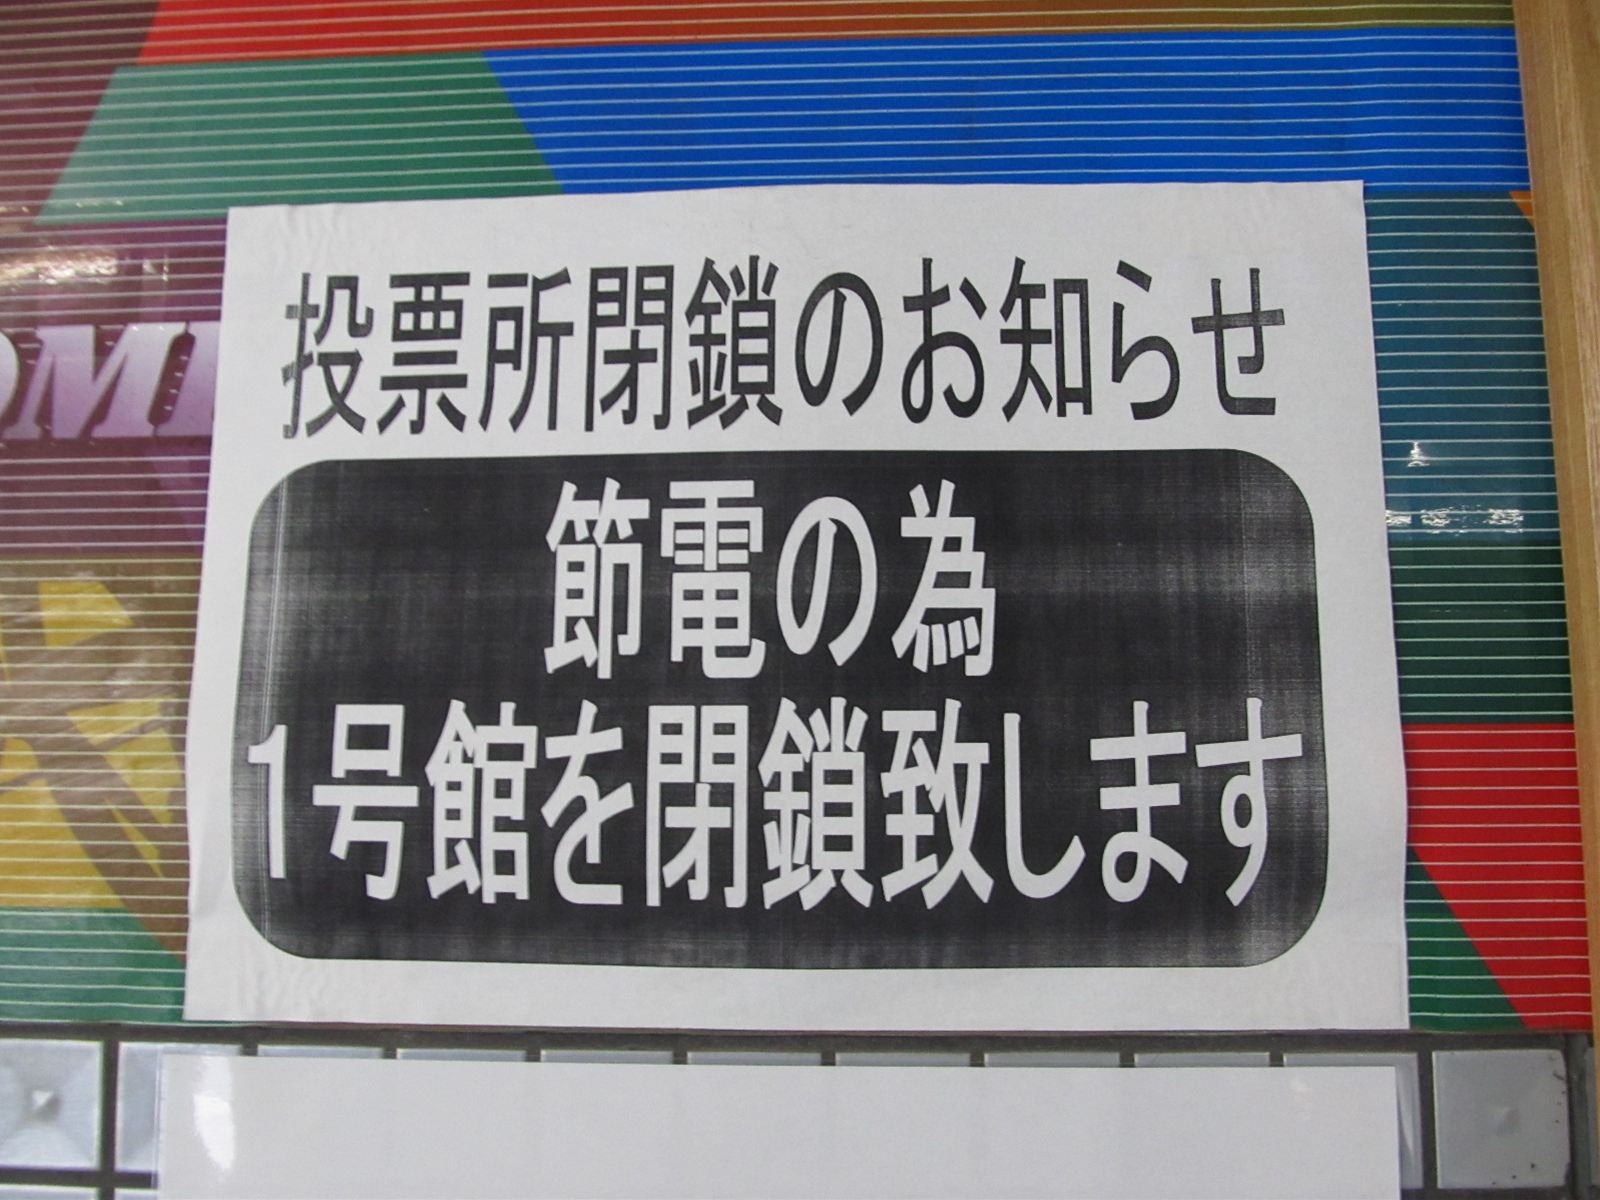 投票所閉鎖のお知らせ
節電の為
1号館を閉鎖致します